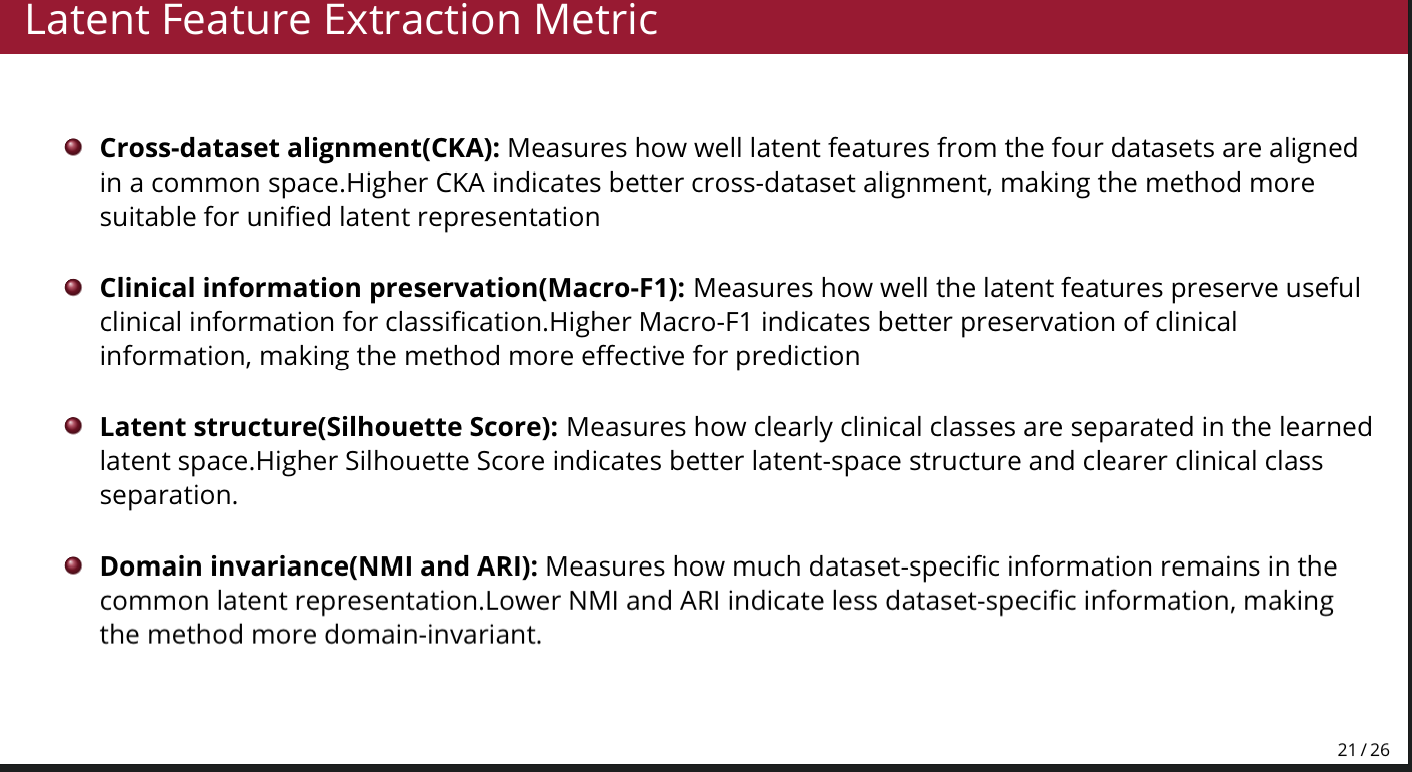 Latent Feature Extraction Metric
Cross-dataset alignment(CKA): Measures how well latent features from the four datasets are aligned
in a common space.Higher CKA indicates better cross-dataset alignment, making the method more
suitable for unified latent representation
Clinical information preservation(Macro-F1): Measures how well the latent features preserve useful
clinical information for classification.Higher Macro-F1 indicates better preservation of clinical
information, making the method more effective for prediction
Latent structure(Silhouette Score): Measures how clearly clinical classes are separated in the learned
latent space.Higher Silhouette Score indicates better latent-space structure and clearer clinical class
separation.
Domain invariance(NMI and ARI): Measures how much dataset-specific information remains in the
common latent representation.Lower NMI and ARI indicate less dataset-specific information, making
the method more domain-invariant.
21 / 26